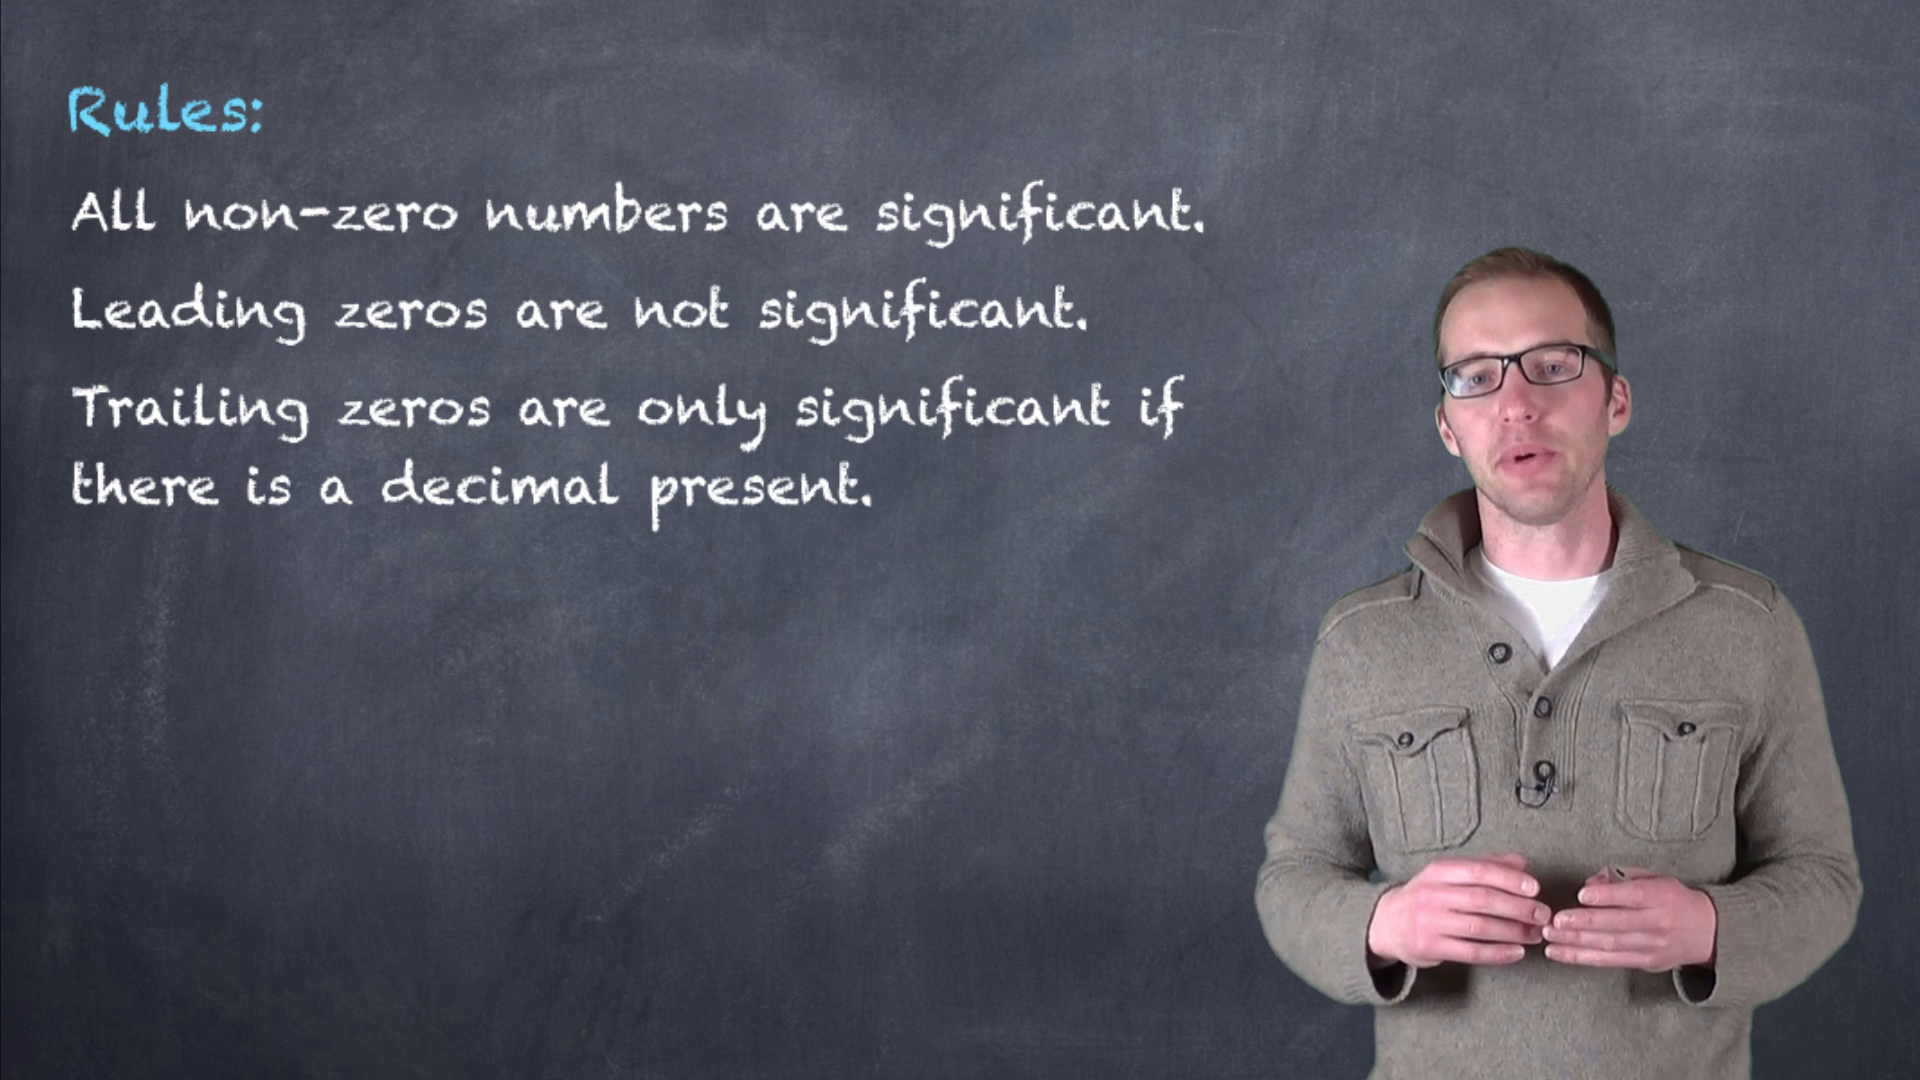 Rules:
All non-zero numbers are significant.
Leading zeros are not significant.
Trailing zeros are only significant if
there is a decimal present.